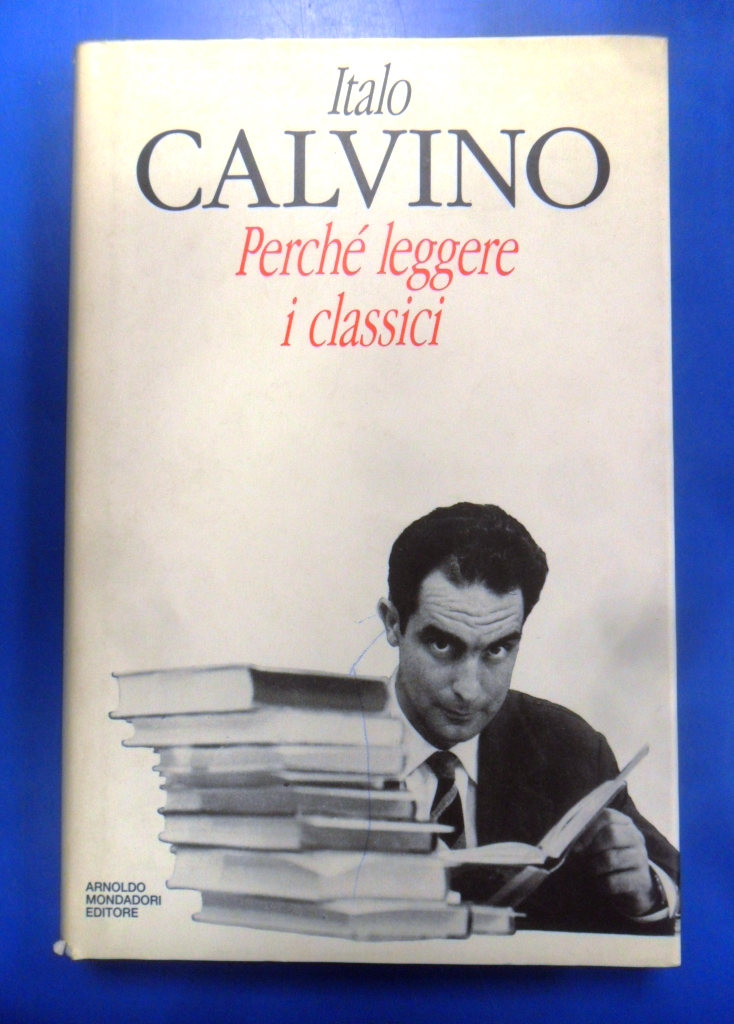 Italo
CALVINO
Perché leggere
i classici
ARNOLDO
MONDADORI
EDITORE